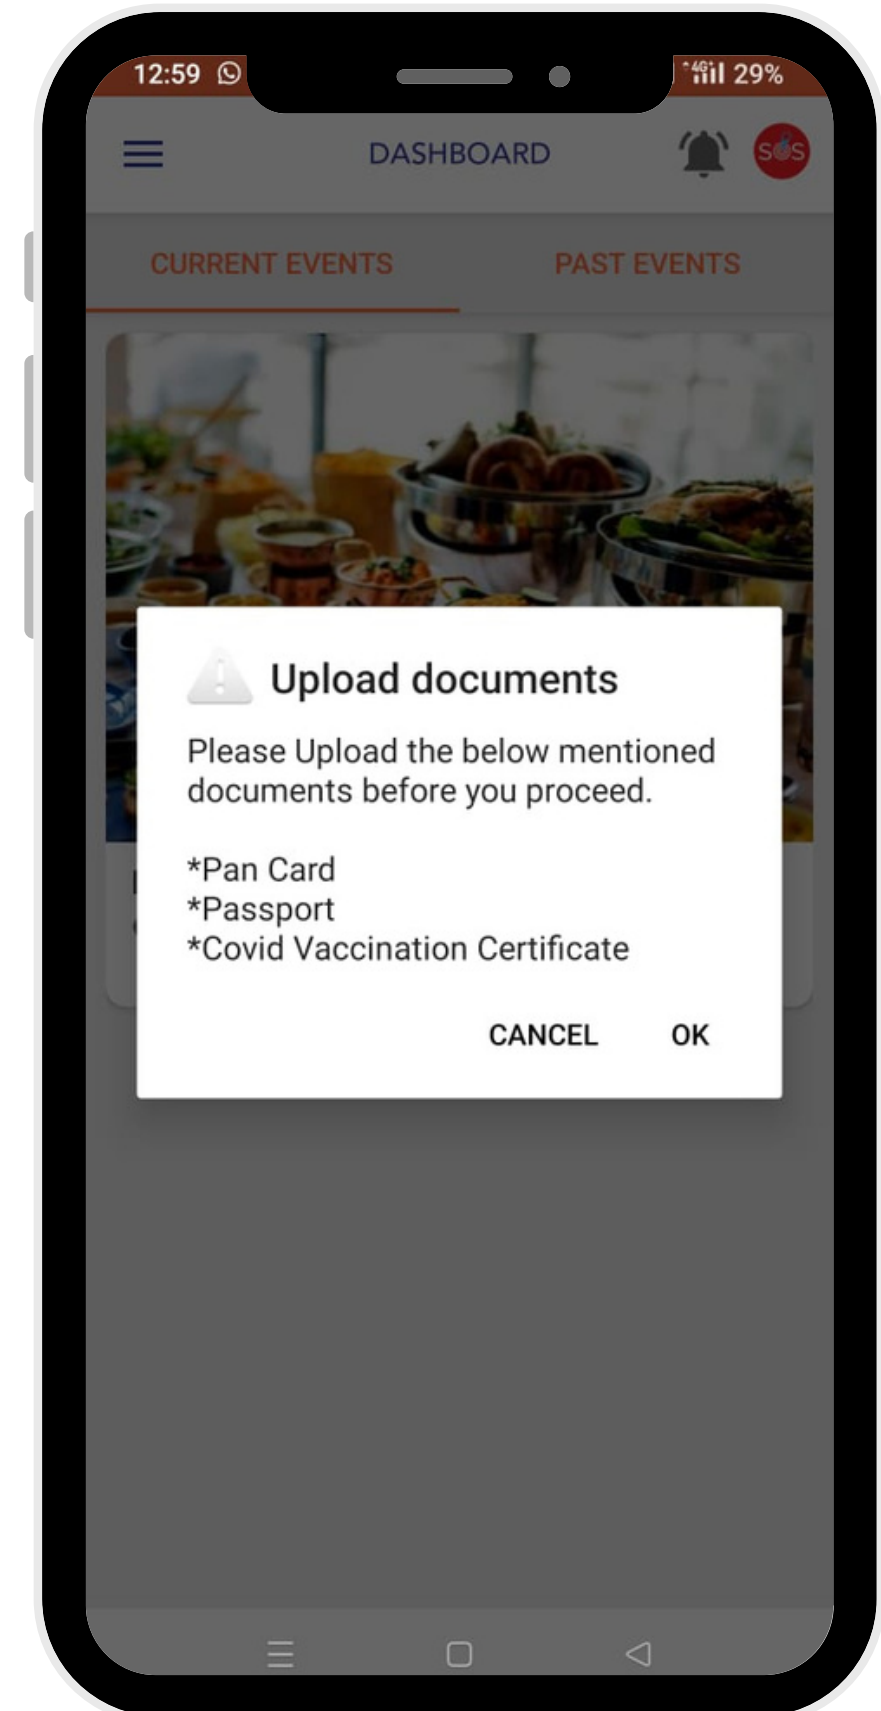 12:59
4G 29%
DASHBOARD
SOS
CURRENT EVENTS
PAST EVENTS
Upload documents
Please Upload the below mentioned
documents before you proceed.
*Pan Card
*Passport
*Covid Vaccination Certificate
CANCEL
OK